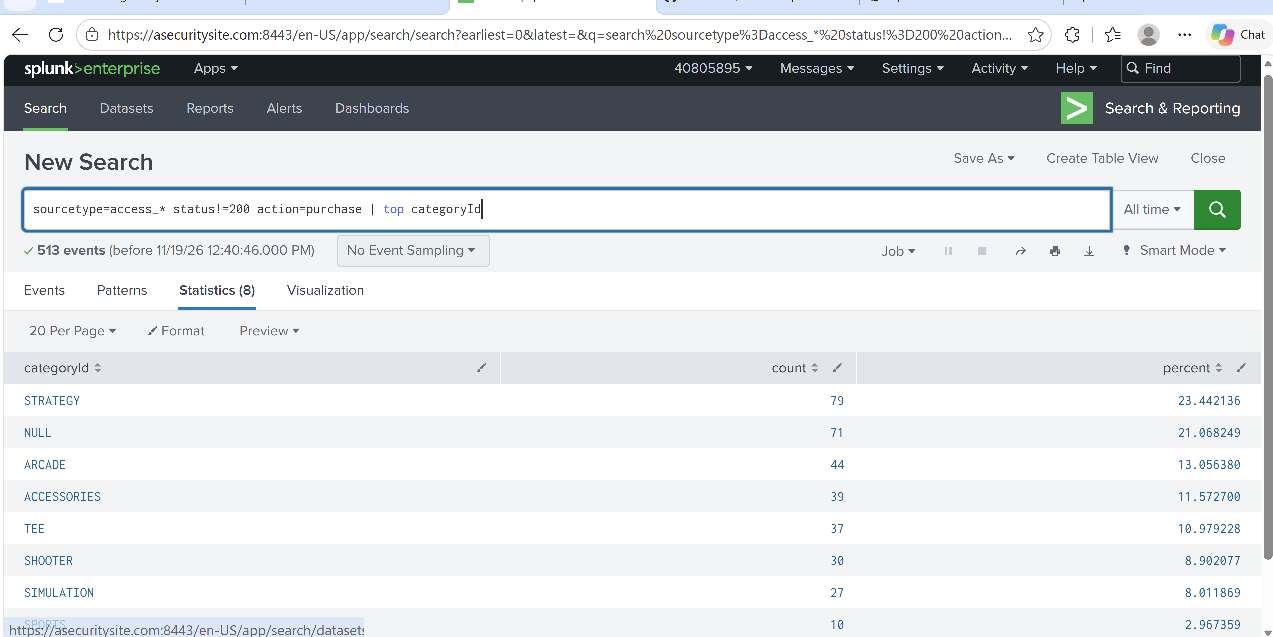 https://asecuritysite.com:8443/en-US/app/search/search?earliest=0&latest=&q=search%20sourcetype%3Daccess_*%20status!%3D200%20action... Chat
splunk>enterprise Apps 40805895 Messages Settings Activity Help Find
Search Datasets Reports Alerts Dashboards > Search & Reporting
New Search Save As Create Table View Close
sourcetype=access_* status!=200 action=purchase | top categoryId All time
✓ 513 events (before 11/19/26 12:40:46.000 PM) No Event Sampling Job Smart Mode
Events Patterns Statistics (8) Visualization
20 Per Page Format Preview
categoryId count percent
STRATEGY 79 23.442136
NULL 71 21.068249
ARCADE 44 13.056380
ACCESSORIES 39 11.572700
TEE 37 10.979228
SHOOTER 30 8.902077
SIMULATION 27 8.011869
SPORTS 10 2.967359
https://asecuritysite.com:8443/en-US/app/search/datasets